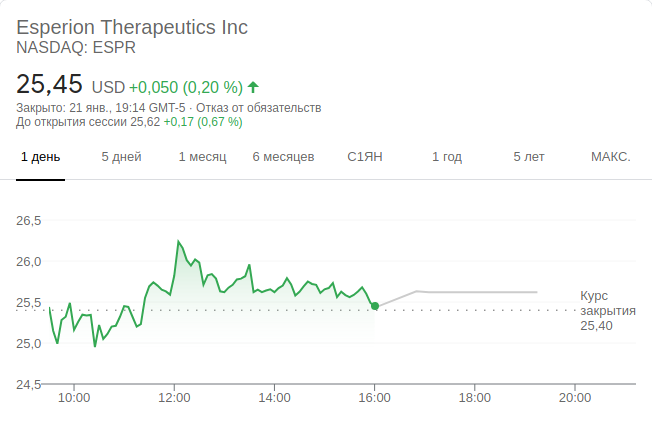 Esperion Therapeutics Inc
NASDAQ: ESPR
25,45 USD +0,050 (0,20 %)
Закрыто: 21 янв., 19:14 GMT-5 · Отказ от обязательств
До открытия сессии 25,62 +0,17 (0,67 %)
1 день 5 дней 1 месяц 6 месяцев С1ЯН 1 год 5 лет МАКС.
26,5
26,0
25,5
25,0
24,5
Курс
закрытия
25,40
10:00 12:00 14:00 16:00 18:00 20:00